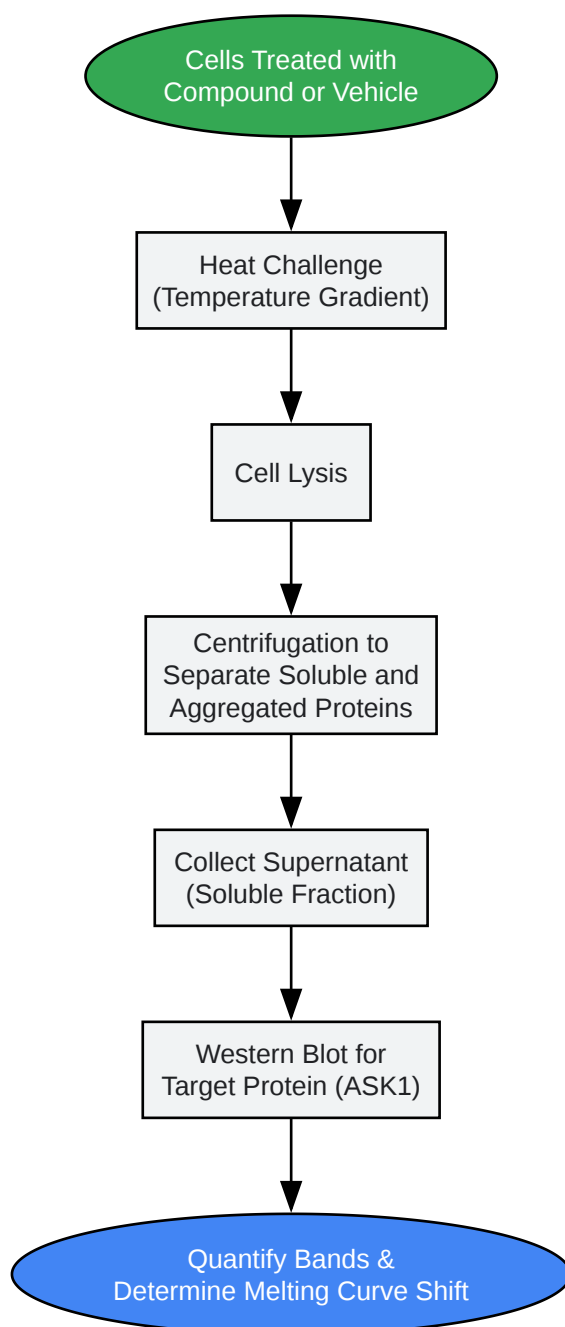 Cells Treated with
Compound or Vehicle
Heat Challenge
(Temperature Gradient)
Cell Lysis
Centrifugation to
Separate Soluble and
Aggregated Proteins
Collect Supernatant
(Soluble Fraction)
Western Blot for
Target Protein (ASK1)
Quantify Bands &
Determine Melting Curve Shift